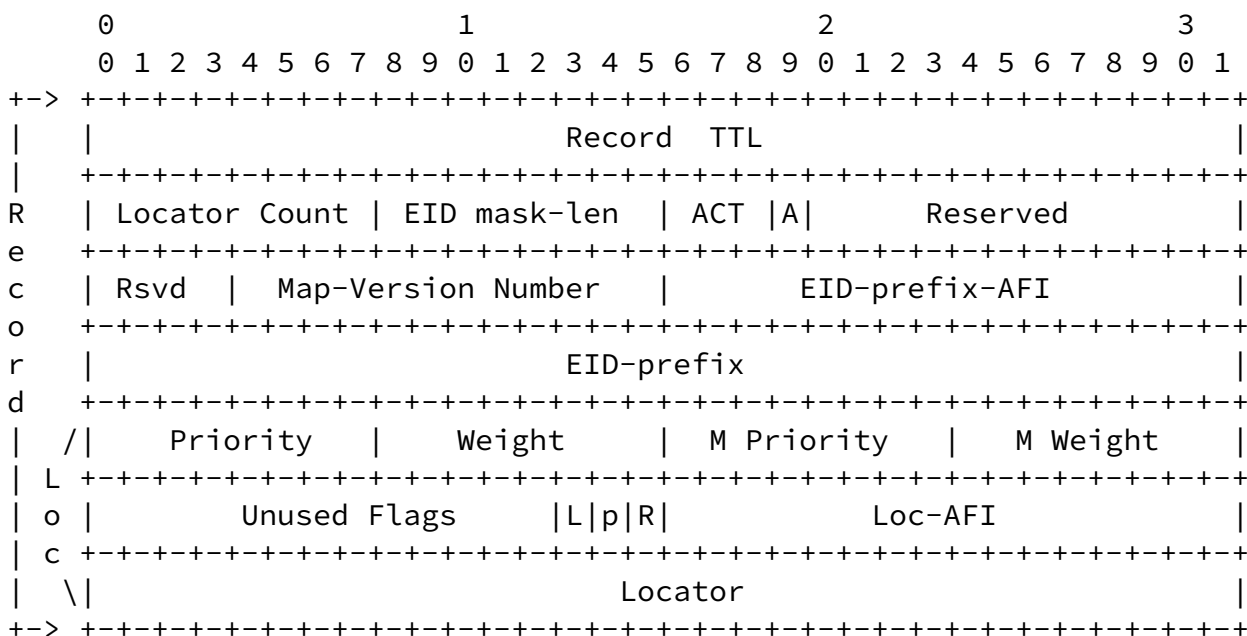 0                   1                   2                   3
     0 1 2 3 4 5 6 7 8 9 0 1 2 3 4 5 6 7 8 9 0 1 2 3 4 5 6 7 8 9 0 1
+-> +-+-+-+-+-+-+-+-+-+-+-+-+-+-+-+-+-+-+-+-+-+-+-+-+-+-+-+-+-+-+-+-+
|   |                          Record  TTL                          |
|   +-+-+-+-+-+-+-+-+-+-+-+-+-+-+-+-+-+-+-+-+-+-+-+-+-+-+-+-+-+-+-+-+
R   | Locator Count | EID mask-len  | ACT |A|      Reserved         |
e   +-+-+-+-+-+-+-+-+-+-+-+-+-+-+-+-+-+-+-+-+-+-+-+-+-+-+-+-+-+-+-+-+
c   | Rsvd  |  Map-Version Number   |       EID-prefix-AFI          |
o   +-+-+-+-+-+-+-+-+-+-+-+-+-+-+-+-+-+-+-+-+-+-+-+-+-+-+-+-+-+-+-+-+
r   |                          EID-prefix                           |
d   +-+-+-+-+-+-+-+-+-+-+-+-+-+-+-+-+-+-+-+-+-+-+-+-+-+-+-+-+-+-+-+-+
|  /|    Priority   |    Weight     |  M Priority   |   M Weight    |
| L +-+-+-+-+-+-+-+-+-+-+-+-+-+-+-+-+-+-+-+-+-+-+-+-+-+-+-+-+-+-+-+-+
| o |        Unused Flags     |L|p|R|           Loc-AFI             |
| c +-+-+-+-+-+-+-+-+-+-+-+-+-+-+-+-+-+-+-+-+-+-+-+-+-+-+-+-+-+-+-+-+
|  \|                             Locator                           |
+-> +-+-+-+-+-+-+-+-+-+-+-+-+-+-+-+-+-+-+-+-+-+-+-+-+-+-+-+-+-+-+-+-+